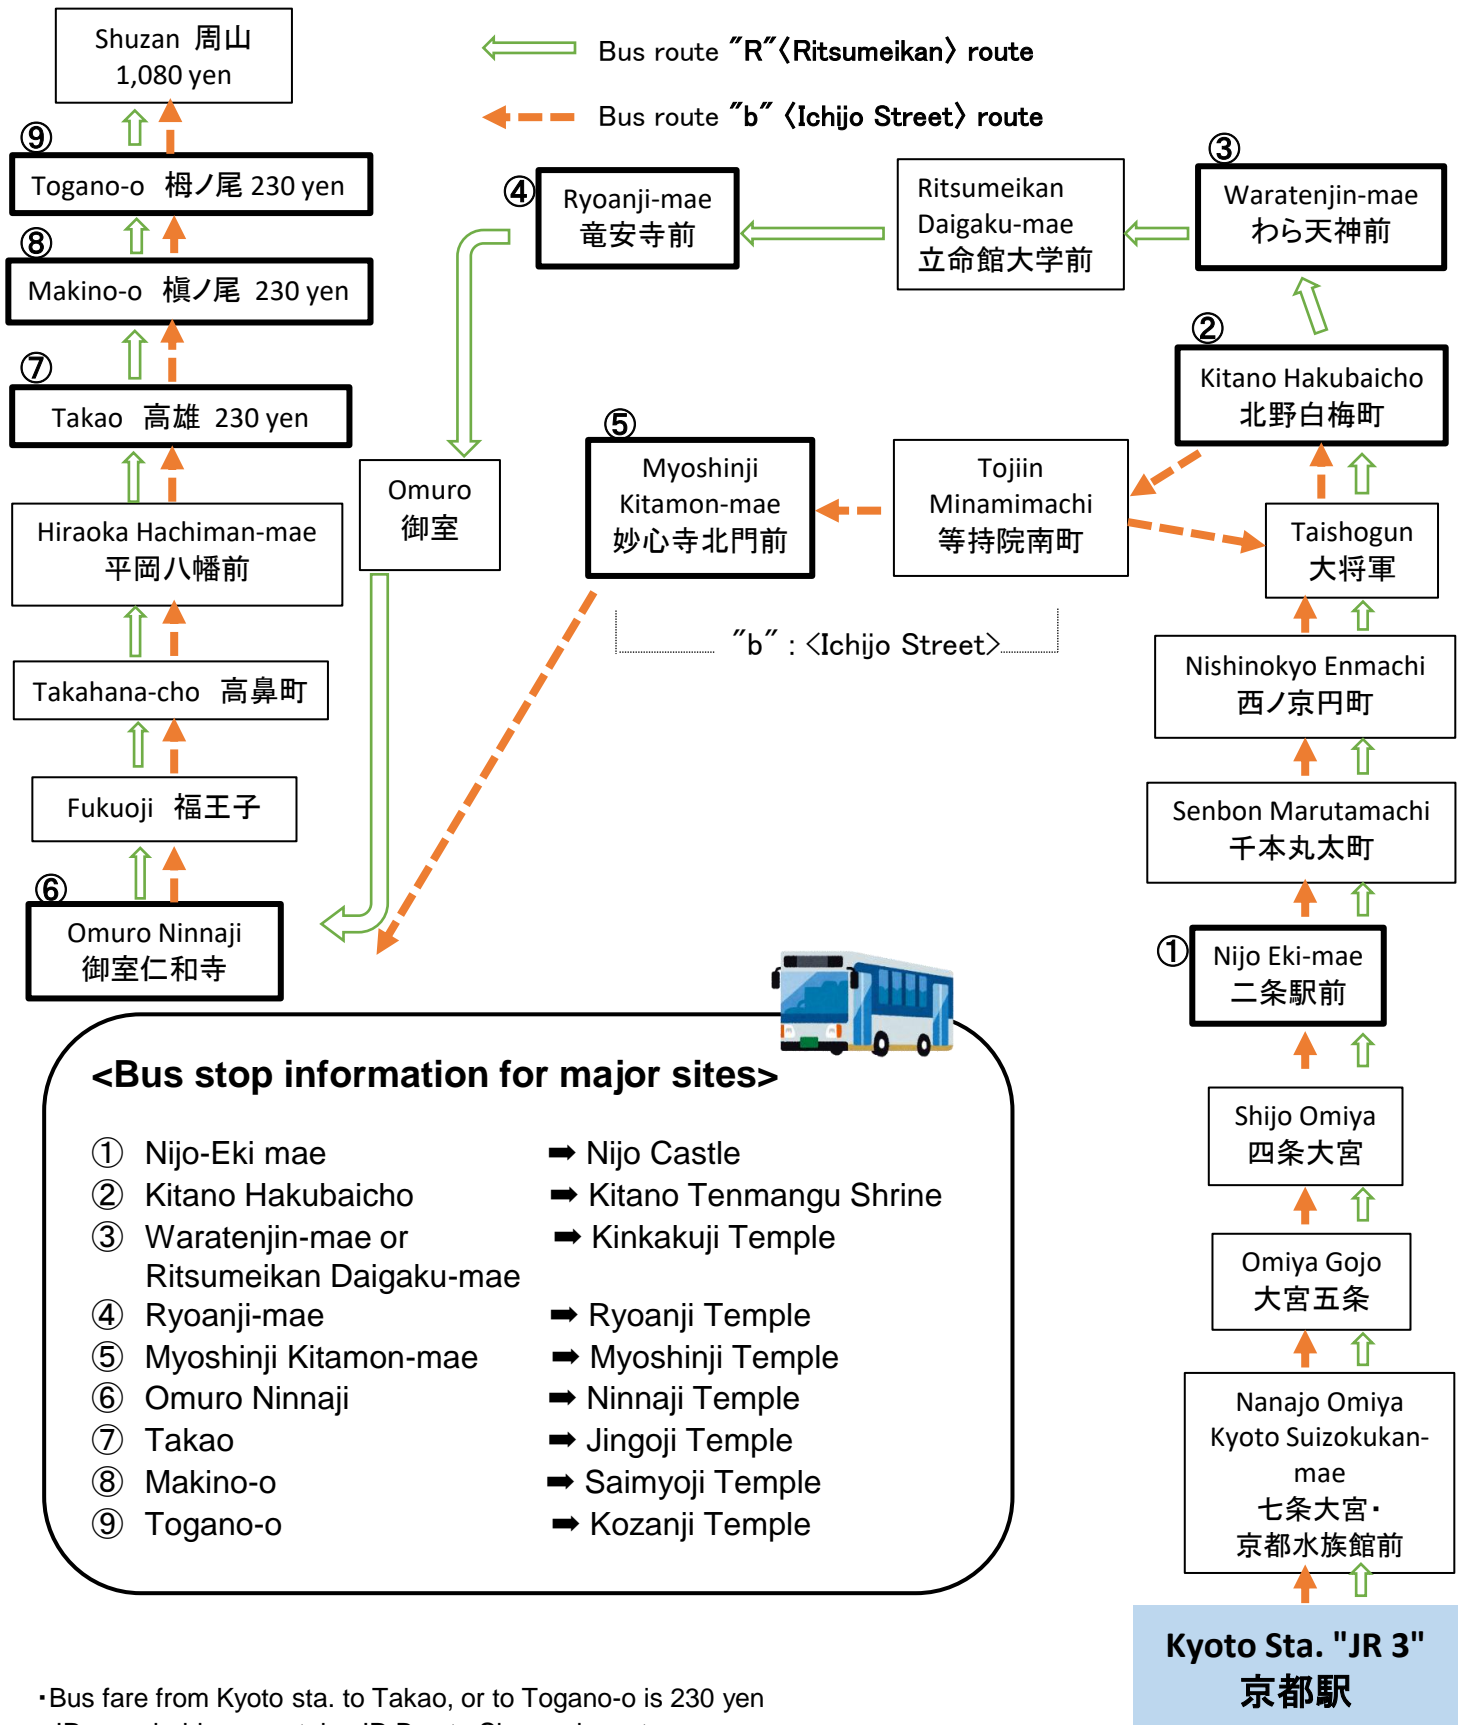 Shuzan 周山
1,080 yen
Bus route "R"〈Ritsumeikan〉 route
Bus route "b" 〈Ichijo Street〉 route
⑨
Togano-o 栂ノ尾 230 yen
⑧
Makino-o 槇ノ尾 230 yen
⑦
Takao 高雄 230 yen
Hiraoka Hachiman-mae
平岡八幡前
Takahana-cho 高鼻町
Fukuoji 福王子
⑥
Omuro Ninnaji
御室仁和寺
Omuro
御室
④
Ryoanji-mae
竜安寺前
Ritsumeikan
Daigaku-mae
立命館大学前
③
Waratenjin-mae
わら天神前
②
Kitano Hakubaicho
北野白梅町
⑤
Myoshinji
Kitamon-mae
妙心寺北門前
Tojiin
Minamimachi
等持院南町
"b" : <Ichijo Street>
Taishogun
大将軍
Nishinokyo Enmachi
西ノ京円町
Senbon Marutamachi
千本丸太町
①
Nijo Eki-mae
二条駅前
Shijo Omiya
四条大宮
Omiya Gojo
大宮五条
Nanajo Omiya
Kyoto Suizokukan-
mae
七条大宮・
京都水族館前
Kyoto Sta. "JR 3"
京都駅
<Bus stop information for major sites>
① Nijo-Eki mae ➡ Nijo Castle
② Kitano Hakubaicho ➡ Kitano Tenmangu Shrine
③ Waratenjin-mae or ➡ Kinkakuji Temple
Ritsumeikan Daigaku-mae
④ Ryoanji-mae ➡ Ryoanji Temple
⑤ Myoshinji Kitamon-mae ➡ Myoshinji Temple
⑥ Omuro Ninnaji ➡ Ninnaji Temple
⑦ Takao ➡ Jingoji Temple
⑧ Makino-o ➡ Saimyoji Temple
⑨ Togano-o ➡ Kozanji Temple
・Bus fare from Kyoto sta. to Takao, or to Togano-o is 230 yen